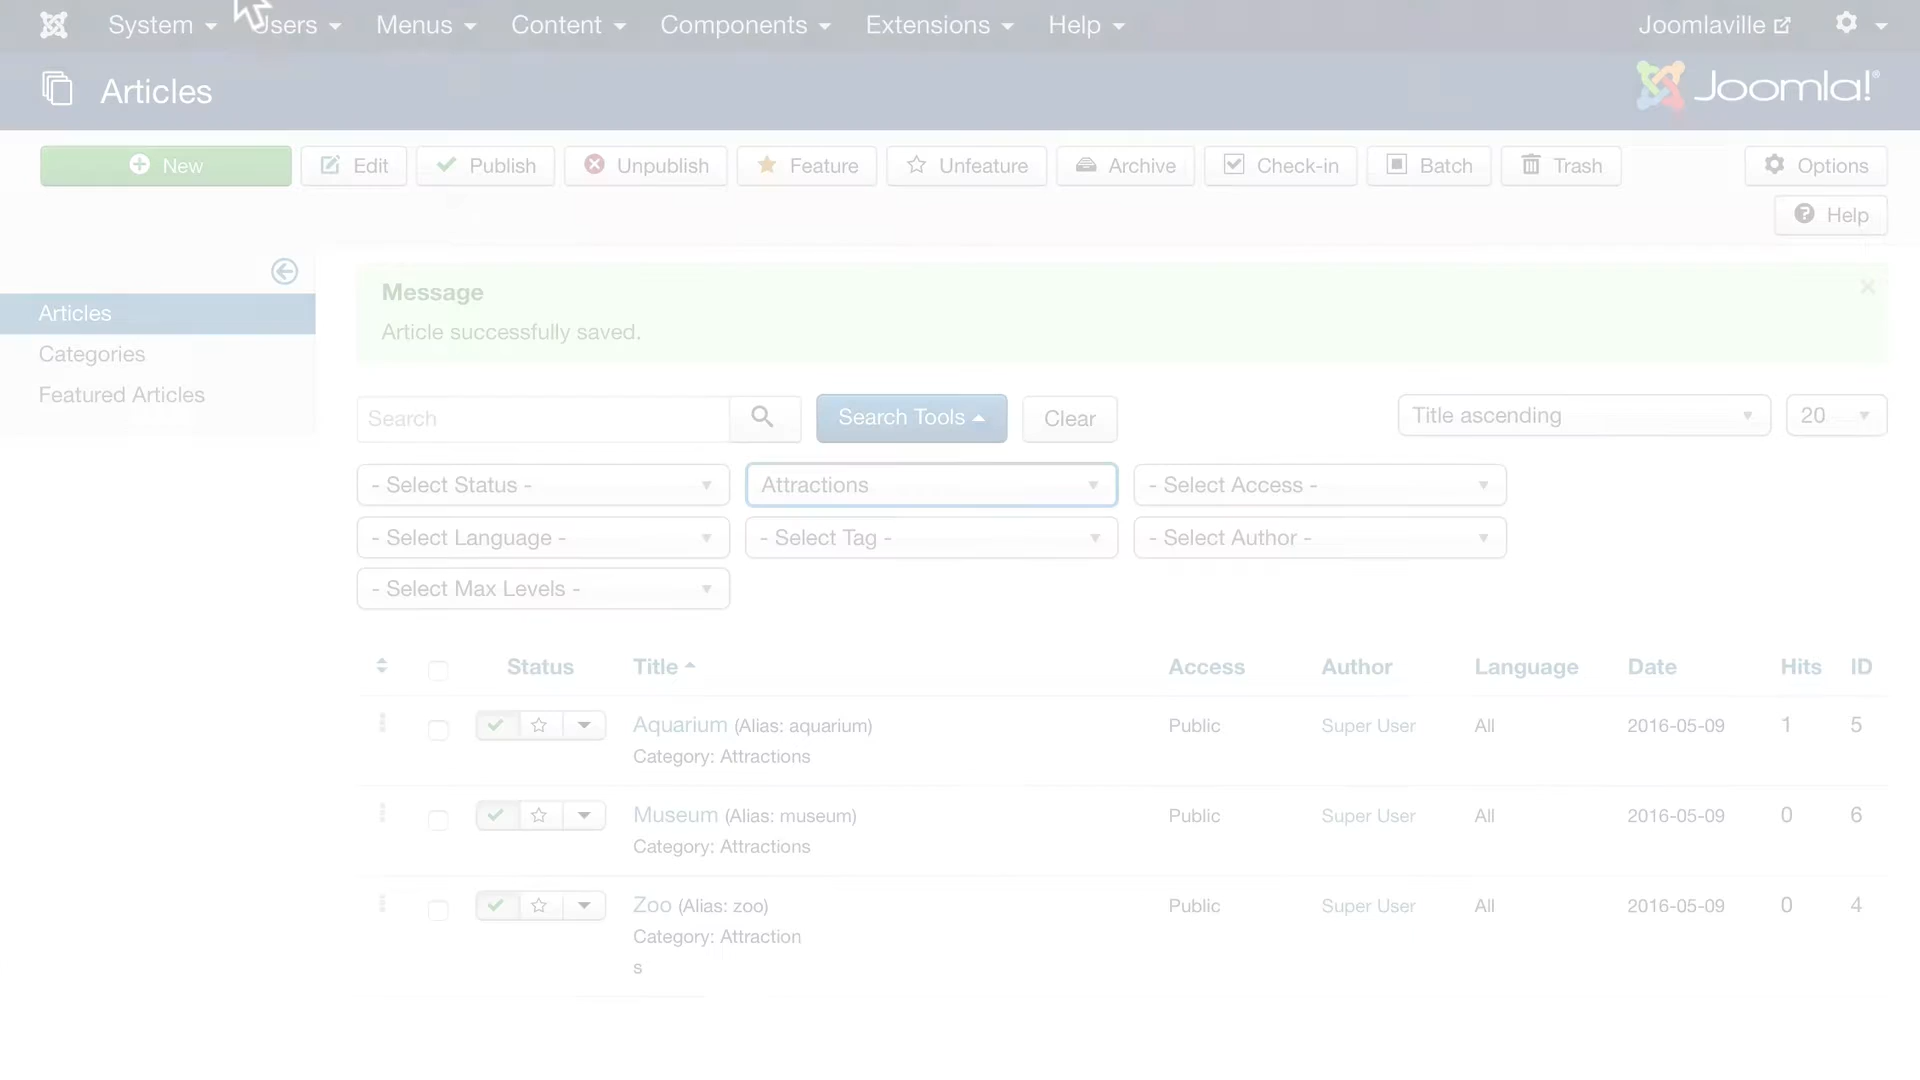 System Users Menus Content Components Extensions Help Joomlaville
Articles Joomla!®
New Edit Publish Unpublish Feature Unfeature Archive Check-in Batch Trash Options
Help
Message
Article successfully saved.
Articles
Categories
Featured Articles
Search Search Tools Clear Title ascending 20
- Select Status - Attractions - Select Access -
- Select Language - - Select Tag - - Select Author -
- Select Max Levels -
Status Title Access Author Language Date Hits ID
Aquarium (Alias: aquarium) Public Super User All 2016-05-09 1 5
Category: Attractions
Museum (Alias: museum) Public Super User All 2016-05-09 0 6
Category: Attractions
Zoo (Alias: zoo) Public Super User All 2016-05-09 0 4
Category: Attraction
s